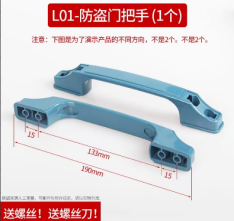 L01-防盗门把手(1个)
注意：下图是为了演示产品的不同方向，不是2个。不是2个。
15
133mm
15
190mm
送螺丝！送螺丝刀！